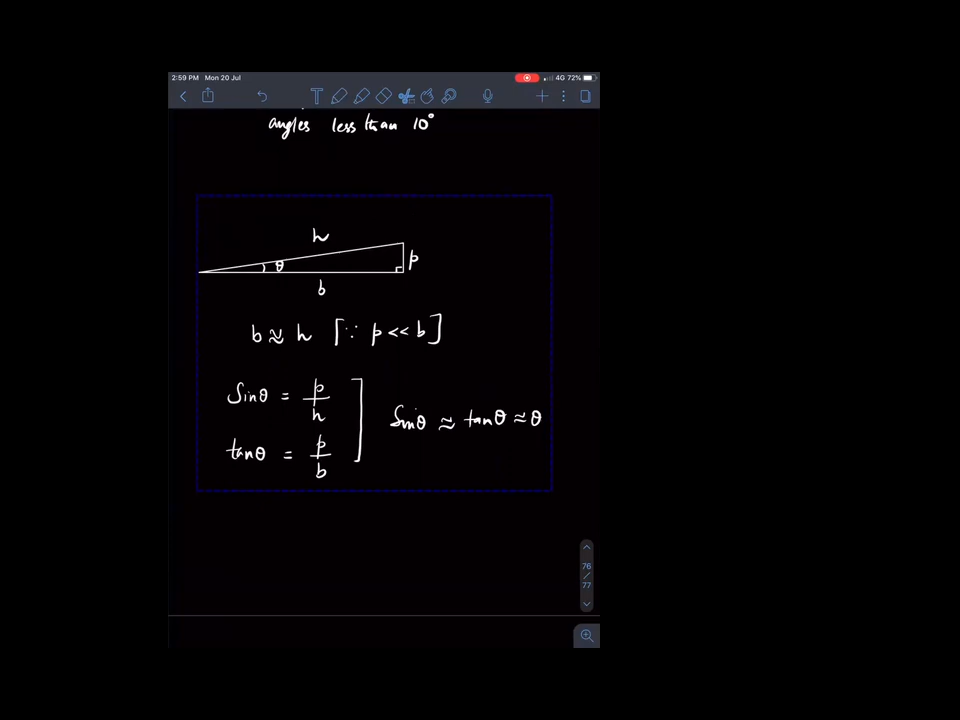 2:59 PM Mon 20 Jul 4G 72%
T
angles less than 10°
h
θ
p
b
b ≈ h [∵ p << b]
Sinθ = p/h
Sinθ ≈ tanθ ≈ θ
tanθ = p/b
76
/
77